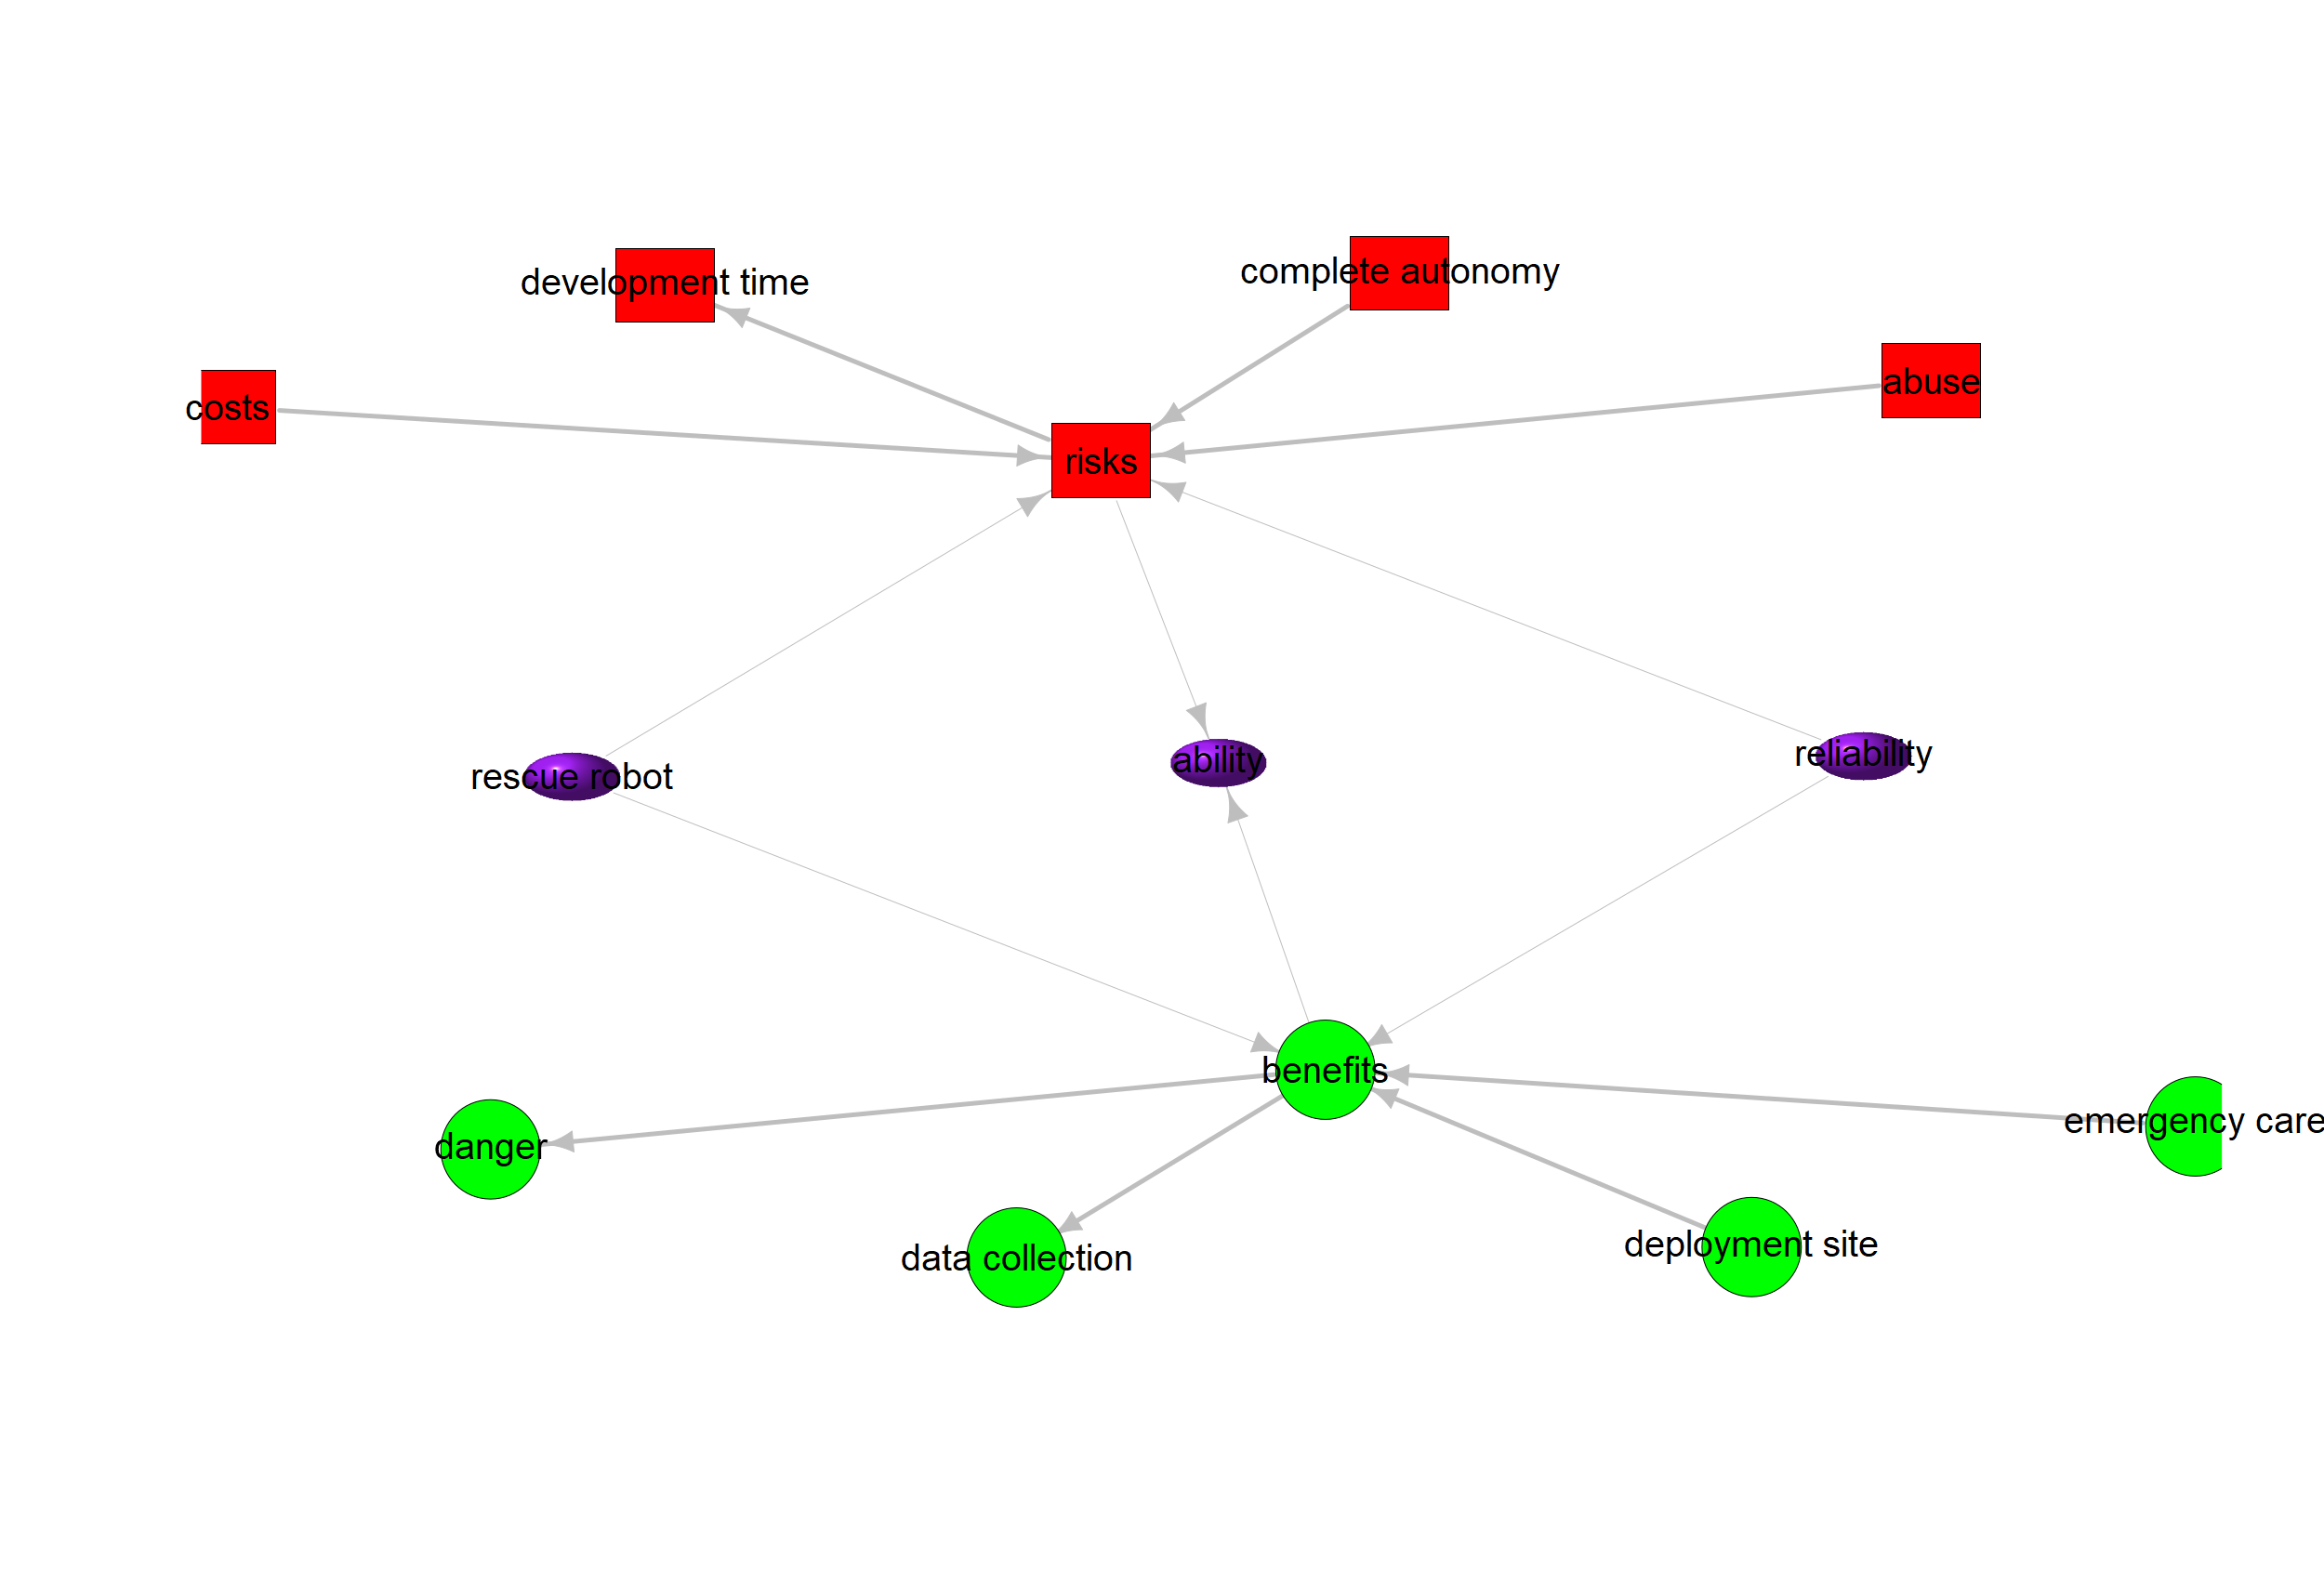 complete autonomy
development time
abuse
costs
risks
reliability
ability
rescue robot
benefits
emergency care
danger
deployment site
data collection